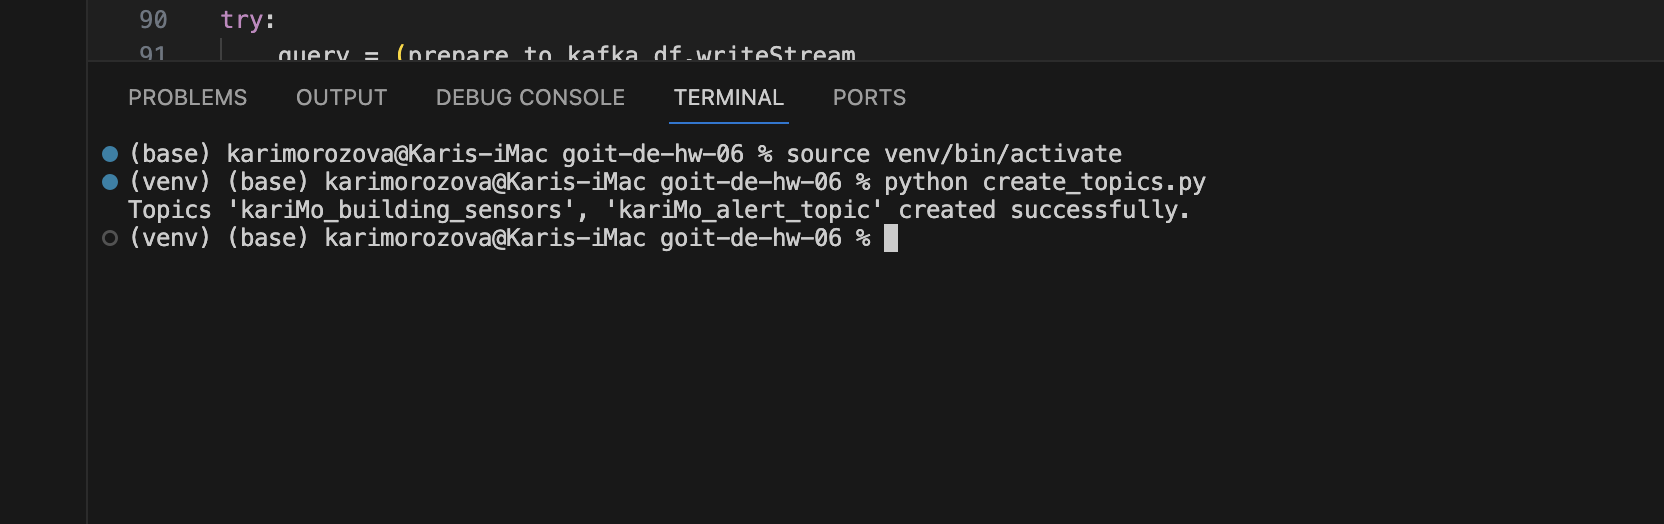 90 try:
91 query = (prepare_to_kafka_df.writeStream
PROBLEMS OUTPUT DEBUG CONSOLE TERMINAL PORTS
(base) karimorozova@Karis-iMac goit-de-hw-06 % source venv/bin/activate
(venv) (base) karimorozova@Karis-iMac goit-de-hw-06 % python create_topics.py
Topics 'kariMo_building_sensors', 'kariMo_alert_topic' created successfully.
(venv) (base) karimorozova@Karis-iMac goit-de-hw-06 %